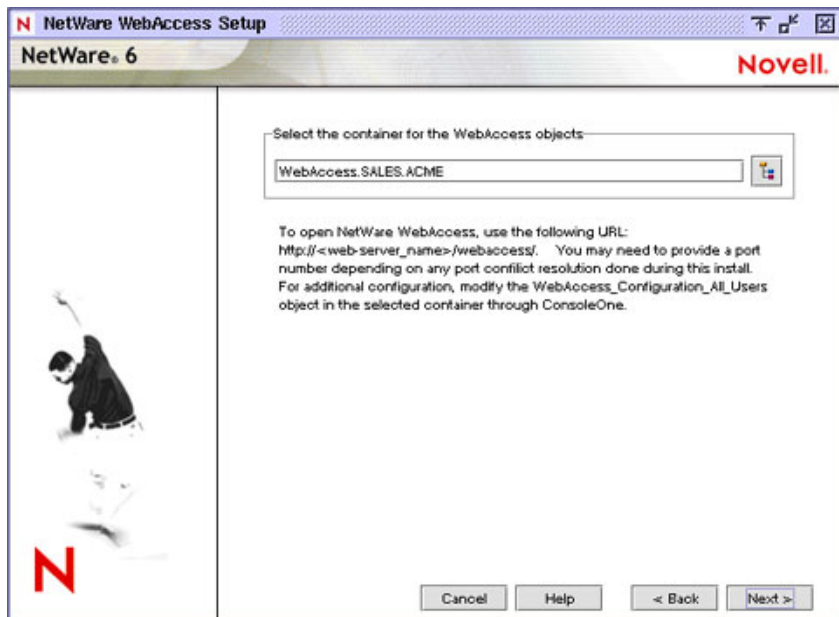 N NetWare WebAccess Setup
NetWare® 6
Novell.
Select the container for the WebAccess objects
WebAccess.SALES.ACME
To open NetWare WebAccess, use the following URL:
http://<web-server_name>/webaccess/. You may need to provide a port
number depending on any port confilict resolution done during this install.
For additional configuration, modify the WebAccess_Configuration_All_Users
object in the selected container through ConsoleOne.
N
Cancel Help < Back Next >